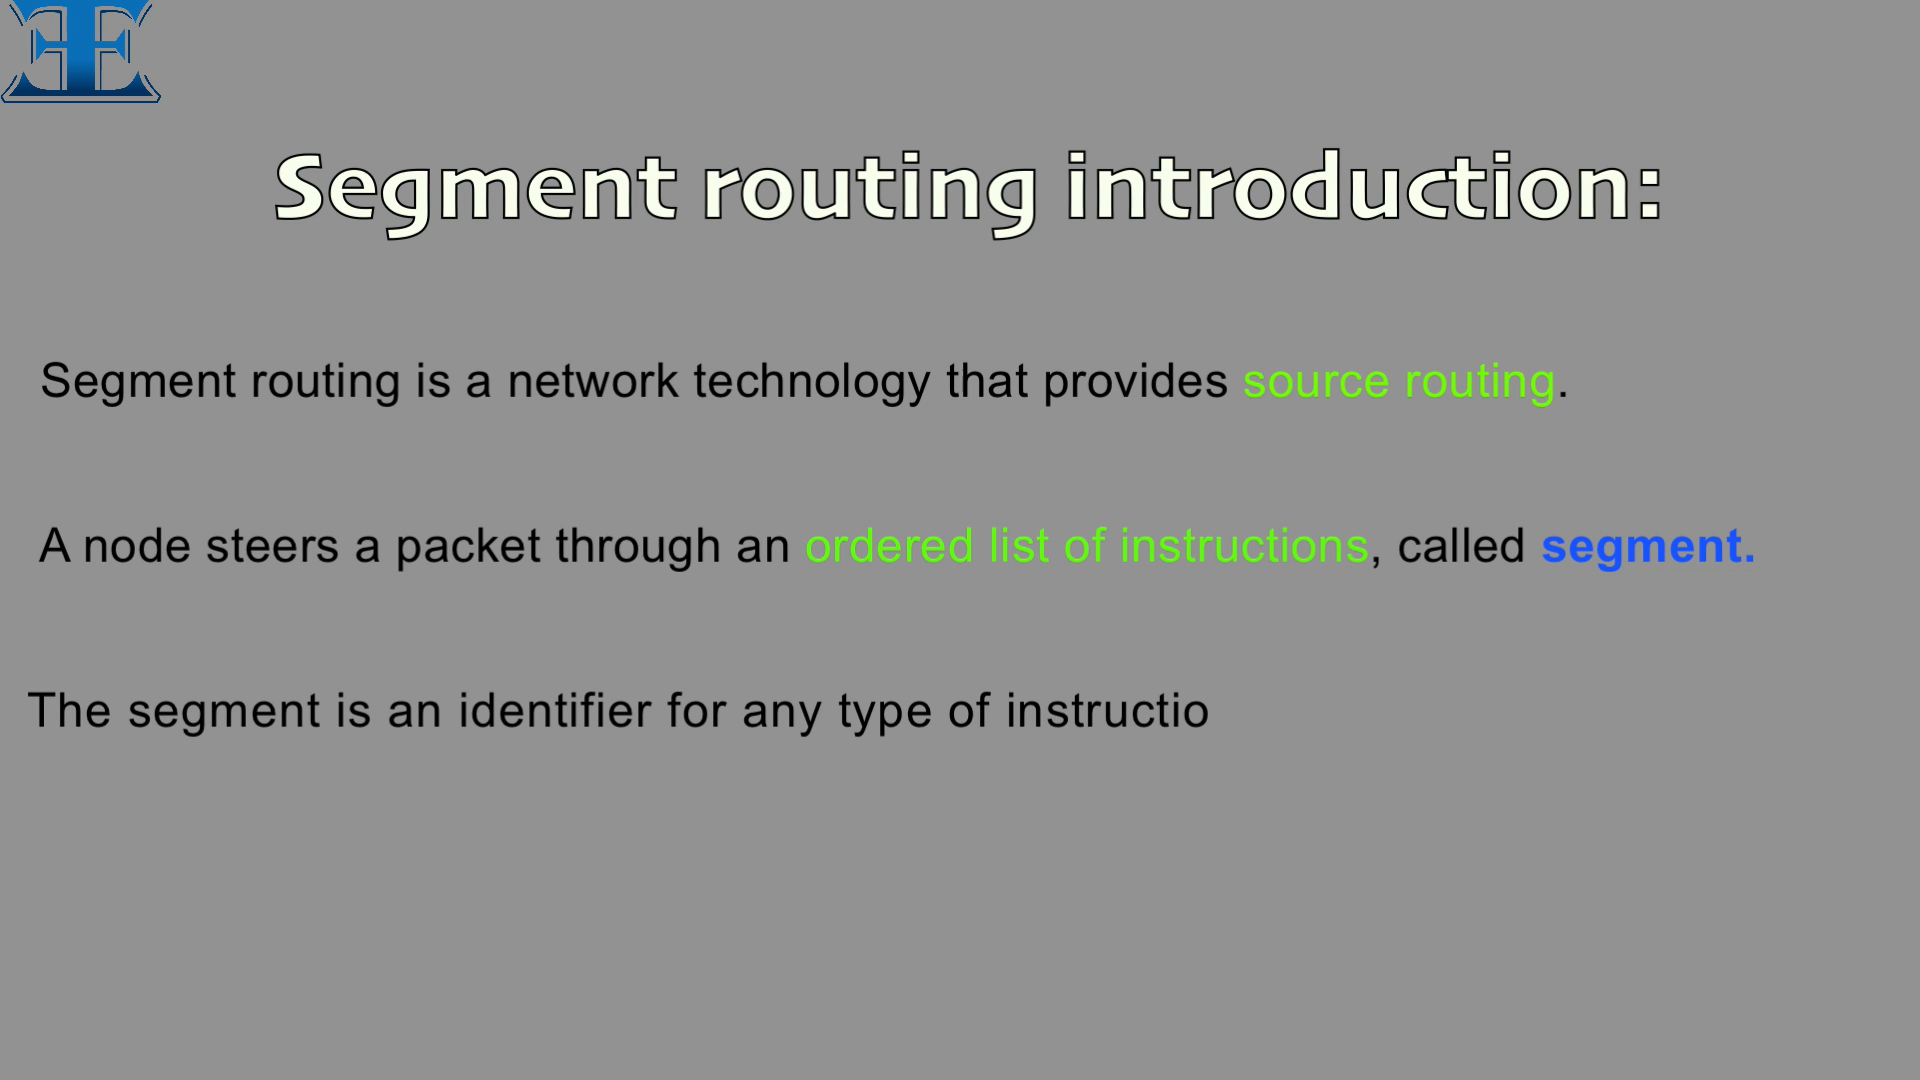 Segment routing introduction:
Segment routing is a network technology that provides source routing.
A node steers a packet through an ordered list of instructions, called segment.
The segment is an identifier for any type of instructio